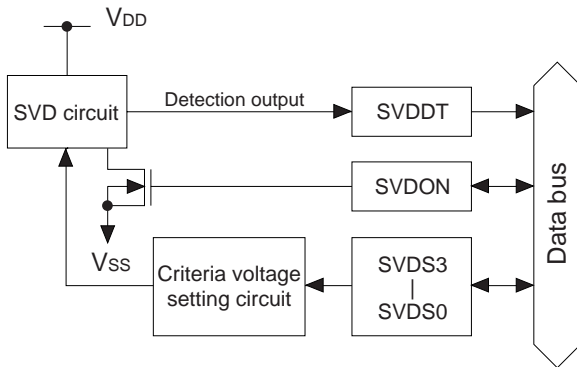 VDD
SVD circuit
Detection output
SVDDT
SVDON
VSS
Criteria voltage
setting circuit
SVDS3
|
SVDS0
Data bus